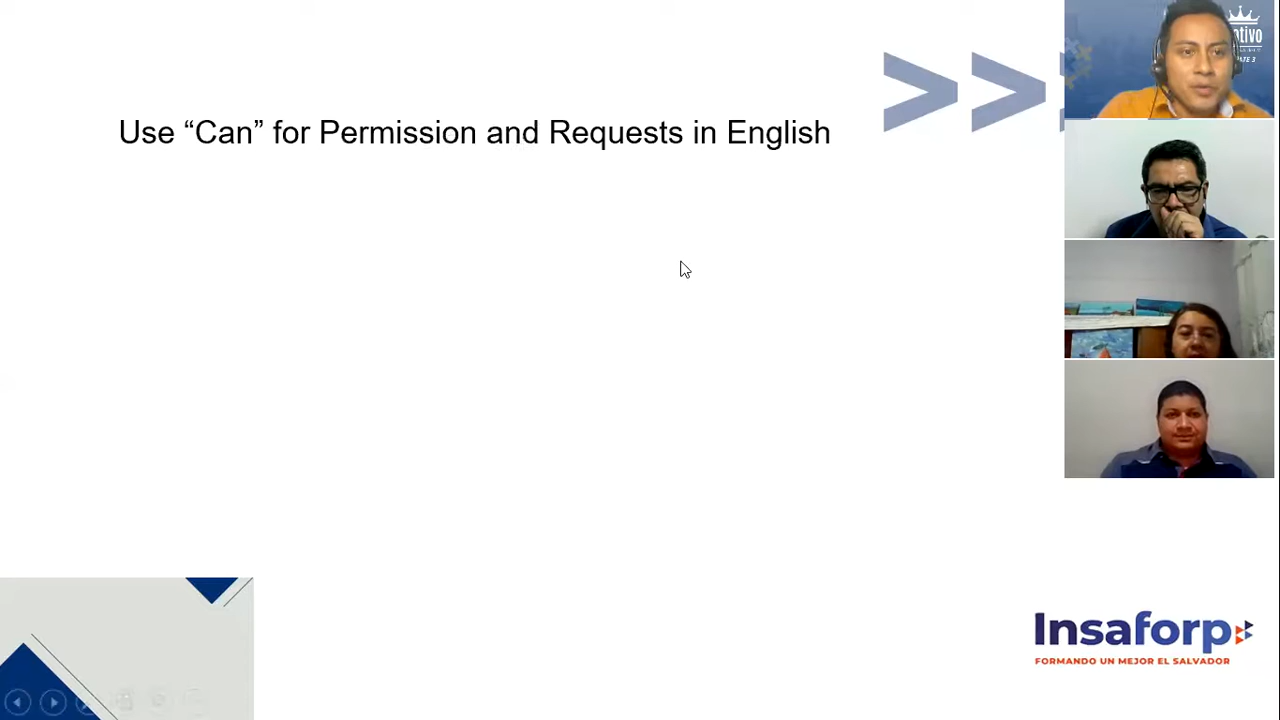 Use “Can” for Permission and Requests in English
Insaforp
FORMANDO UN MEJOR EL SALVADOR